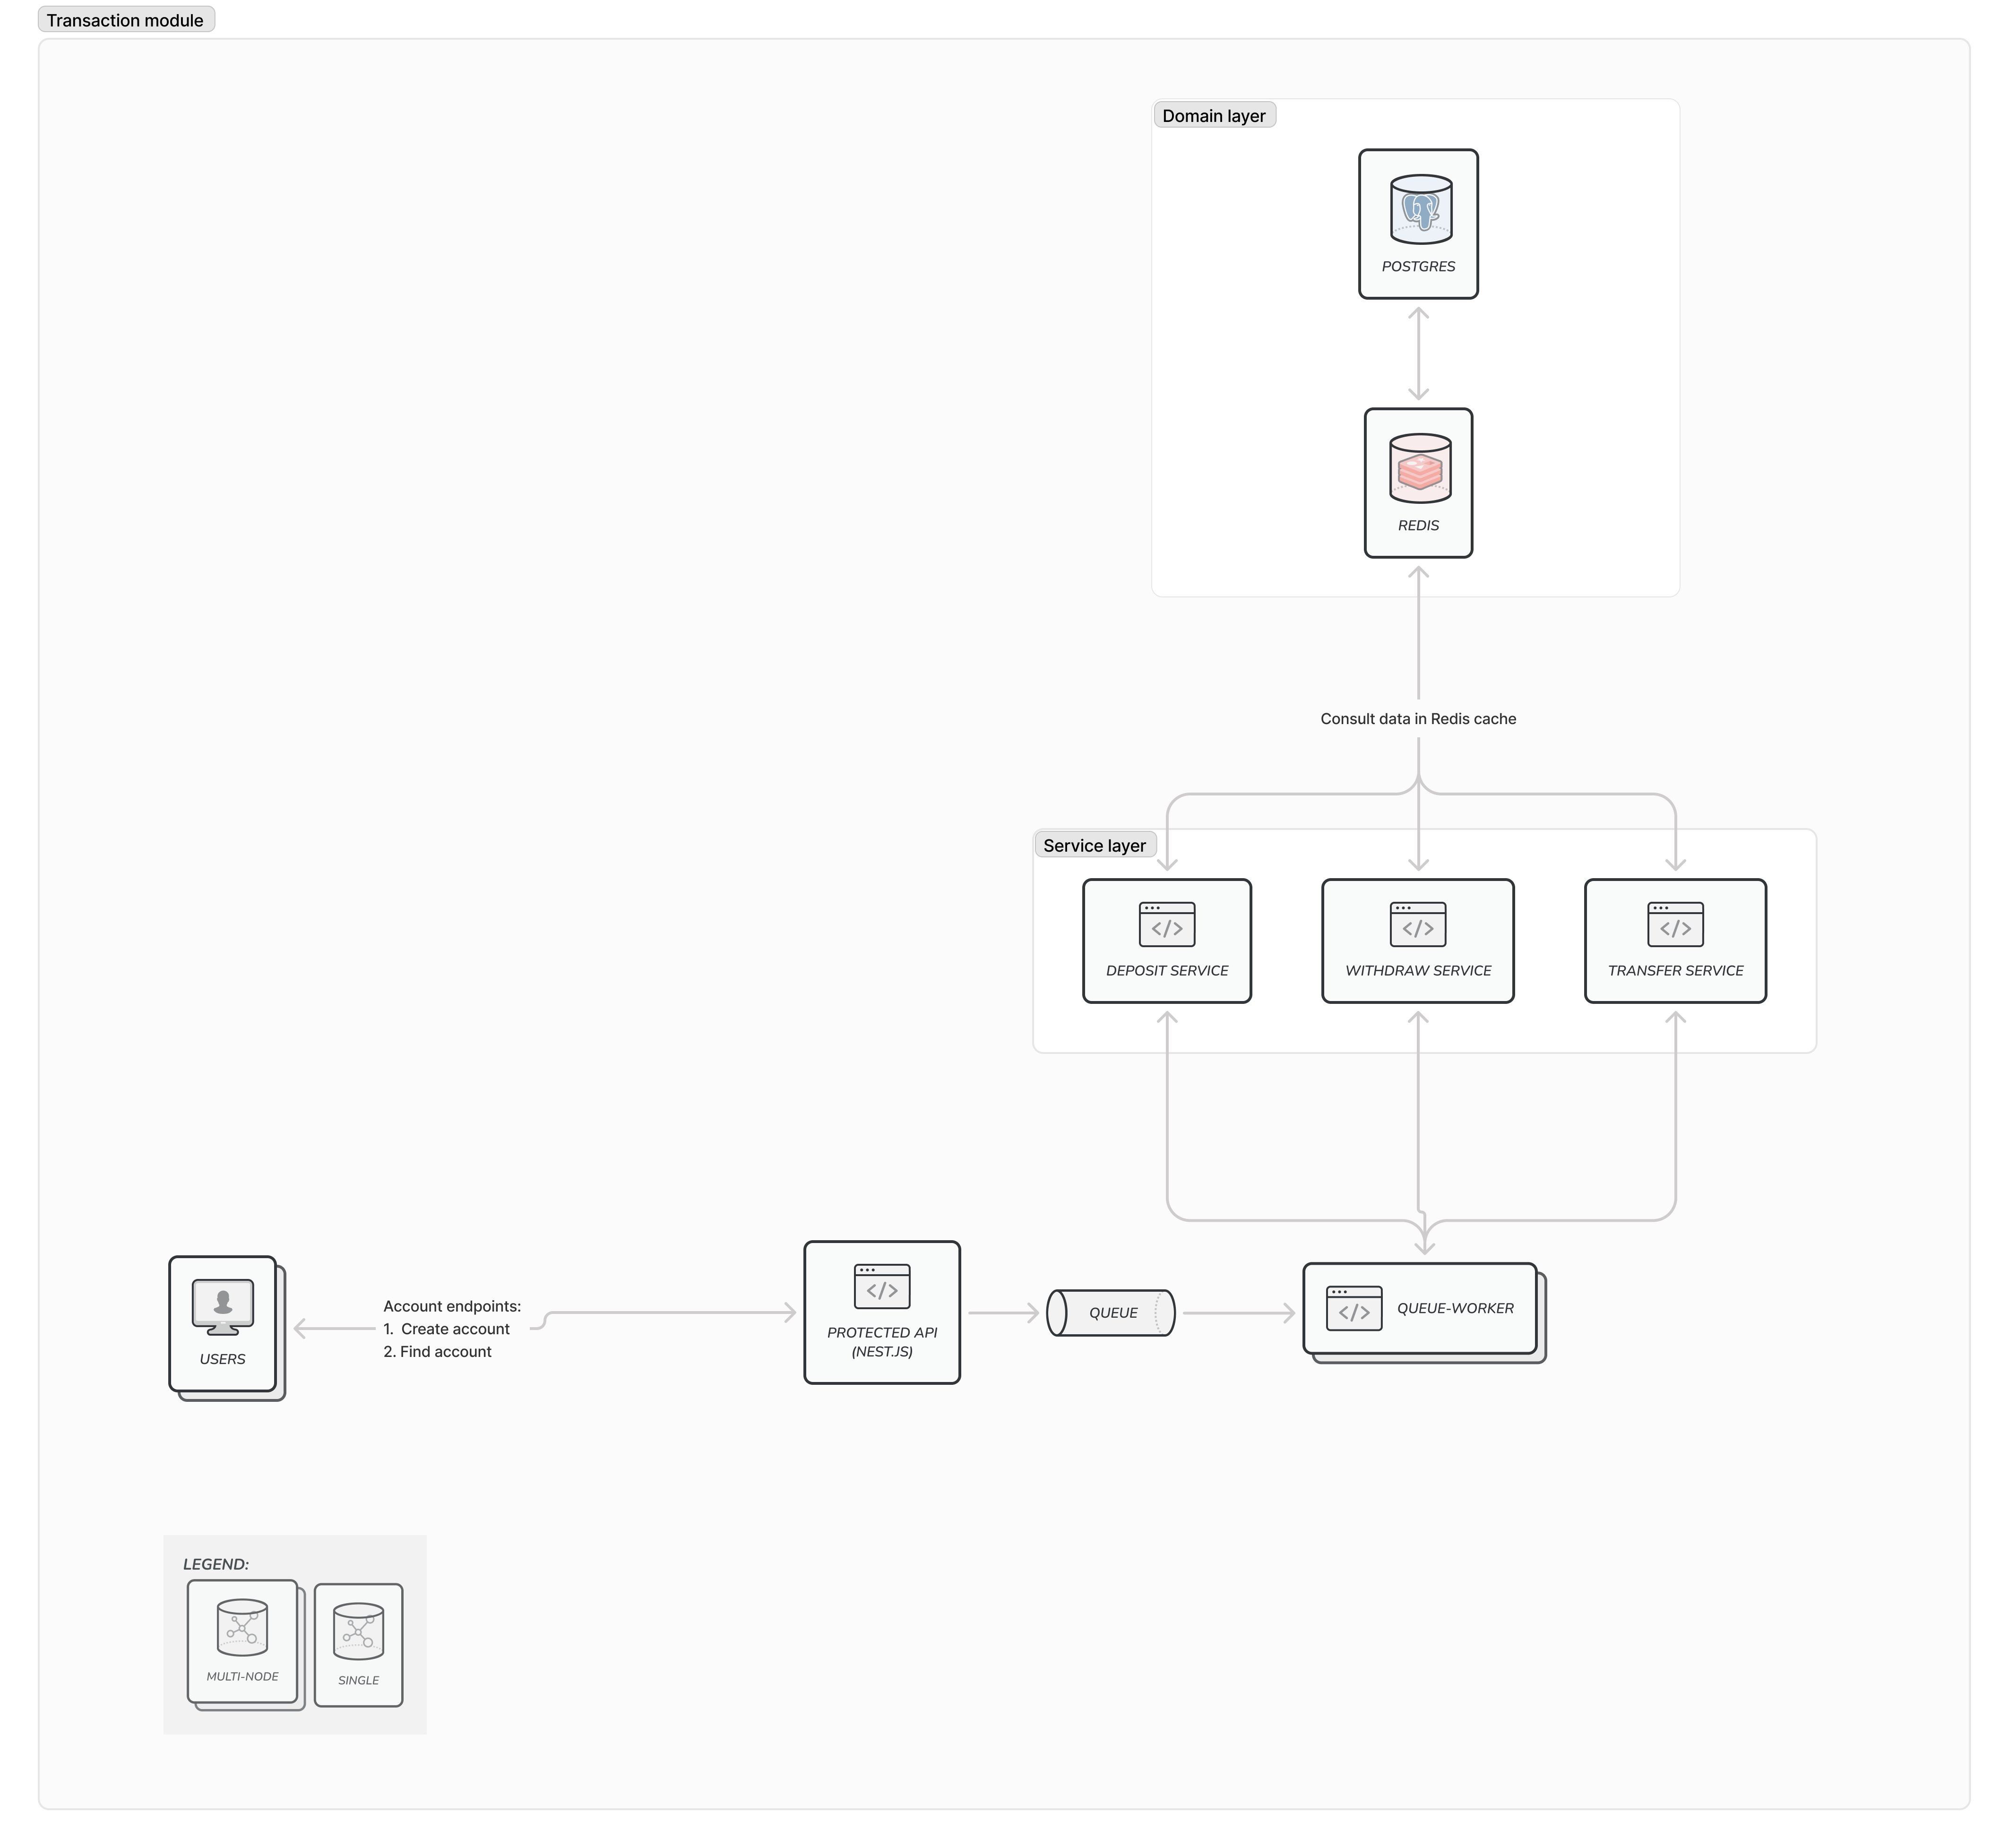 Transaction module
Domain layer
POSTGRES
REDIS
Consult data in Redis cache
Service layer
DEPOSIT SERVICE
WITHDRAW SERVICE
TRANSFER SERVICE
USERS
Account endpoints:
1. Create account
2. Find account
PROTECTED API
(NEST.JS)
QUEUE
QUEUE-WORKER
LEGEND:
MULTI-NODE
SINGLE